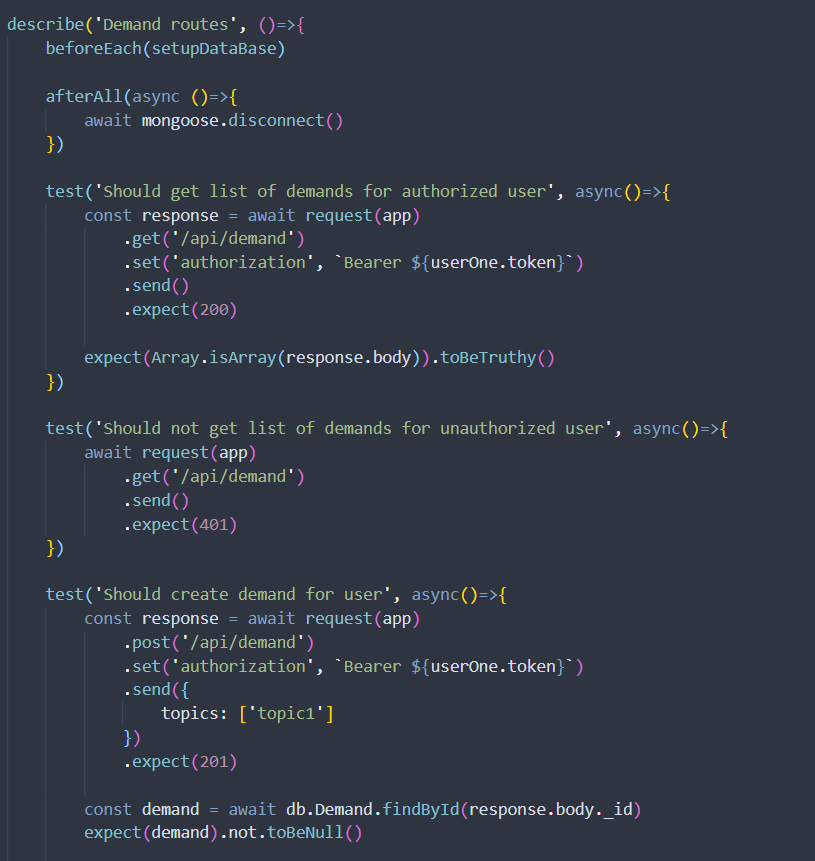 describe('Demand routes', ()=>{
    beforeEach(setupDataBase)

    afterAll(async ()=>{
        await mongoose.disconnect()
    })

    test('Should get list of demands for authorized user', async()=>{
        const response = await request(app)
            .get('/api/demand')
            .set('authorization', `Bearer ${userOne.token}`)
            .send()
            .expect(200)

        expect(Array.isArray(response.body)).toBeTruthy()
    })

    test('Should not get list of demands for unauthorized user', async()=>{
        await request(app)
            .get('/api/demand')
            .send()
            .expect(401)
    })

    test('Should create demand for user', async()=>{
        const response = await request(app)
            .post('/api/demand')
            .set('authorization', `Bearer ${userOne.token}`)
            .send({
                topics: ['topic1']
            })
            .expect(201)

        const demand = await db.Demand.findById(response.body._id)
        expect(demand).not.toBeNull()